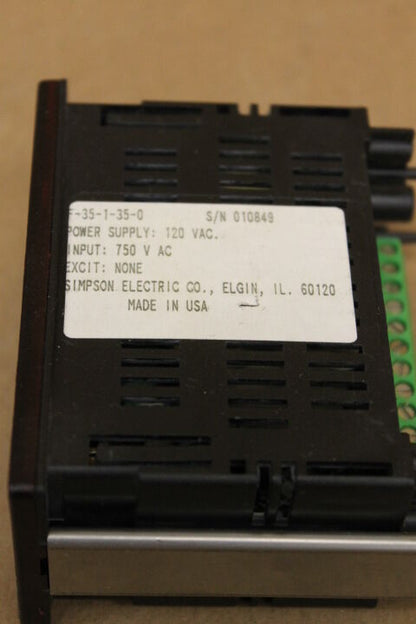 F-35-1-35-0 S/N 010849
POWER SUPPLY: 120 VAC.
INPUT: 750 V AC
EXCIT: NONE
SIMPSON ELECTRIC CO., ELGIN, IL. 60120
MADE IN USA